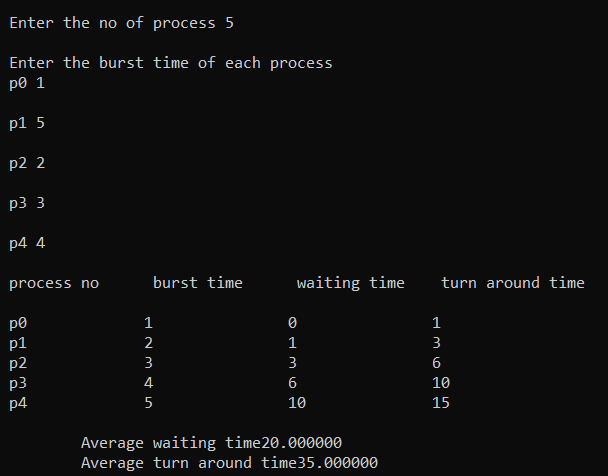 Enter the no of process 5
Enter the burst time of each process
p0 1
p1 5
p2 2
p3 3
p4 4
process no burst time waiting time turn around time
p0 1 0 1
p1 2 1 3
p2 3 3 6
p3 4 6 10
p4 5 10 15
Average waiting time20.000000
Average turn around time35.000000